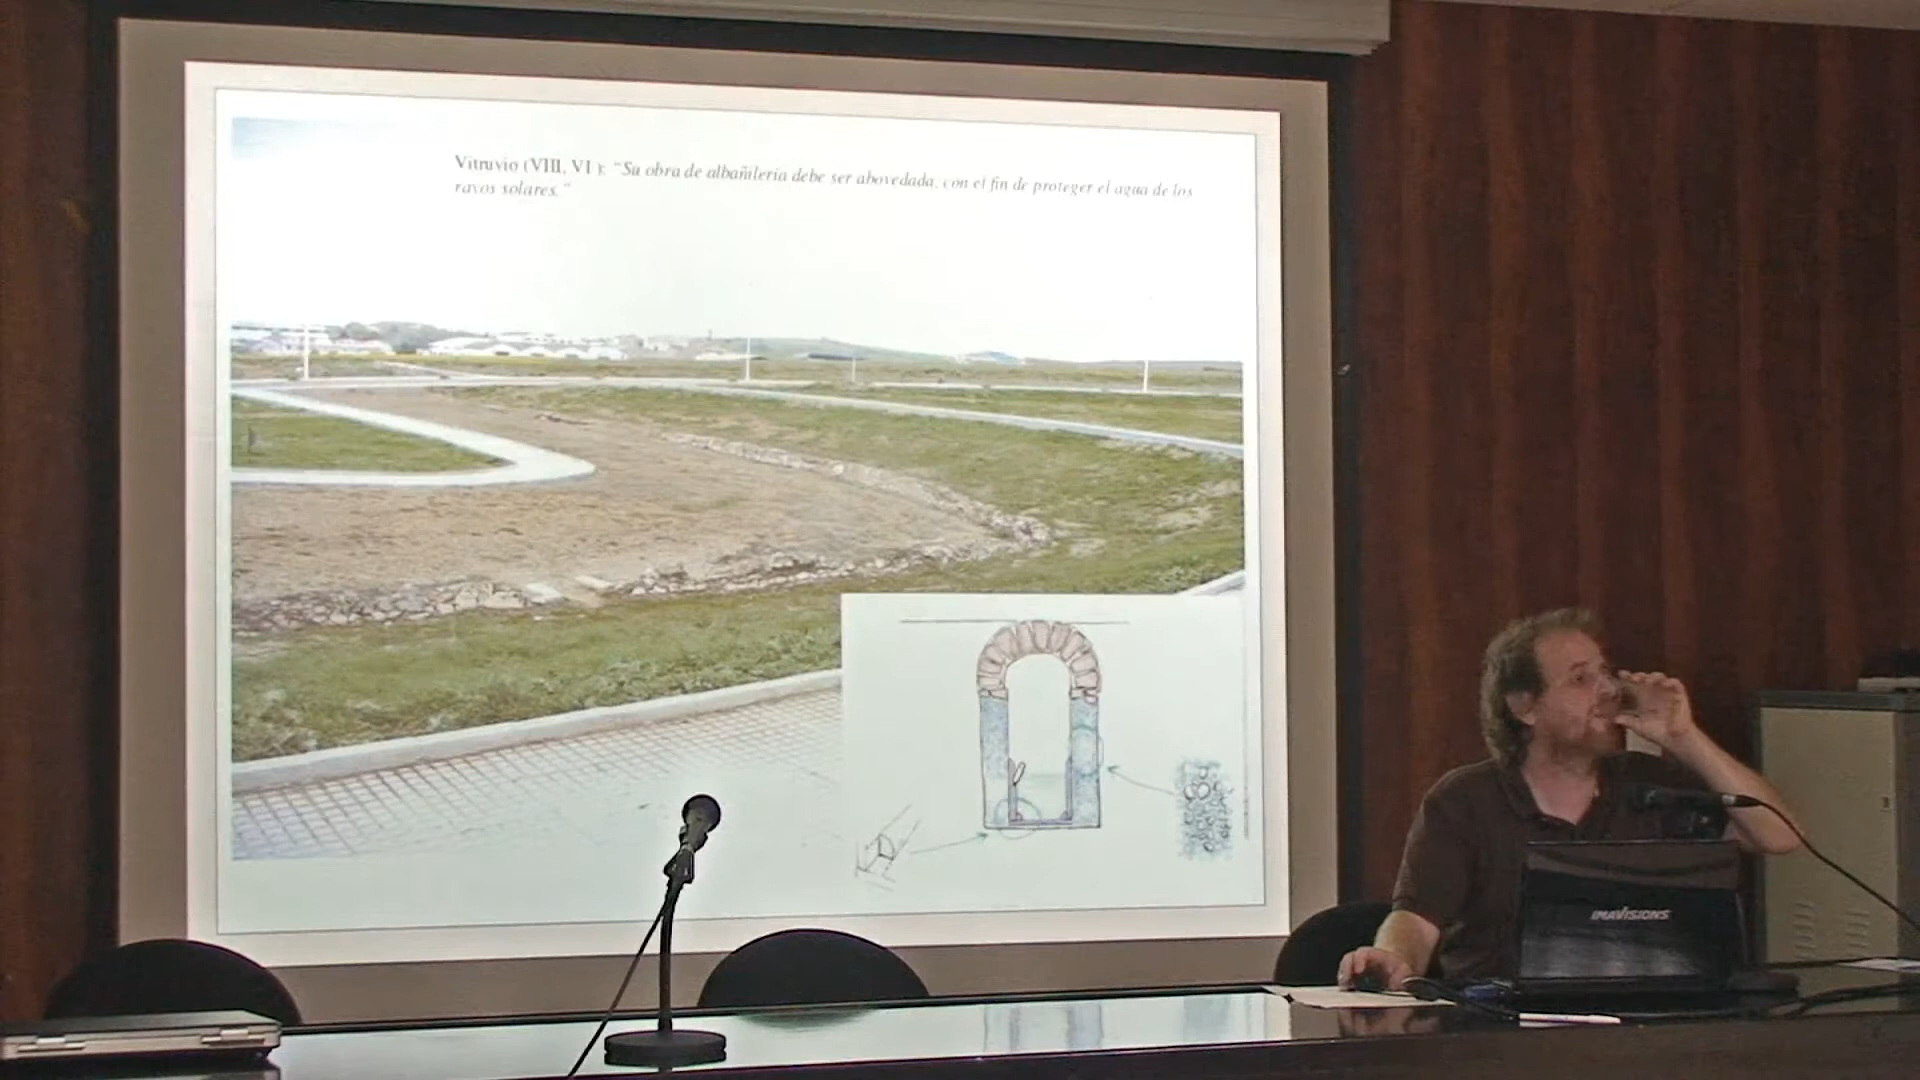 Vitruvio (VIII, VI ): "Su obra de albañilería debe ser abovedada, con el fin de proteger el agua de los
rayos solares."
IMAVISIONS